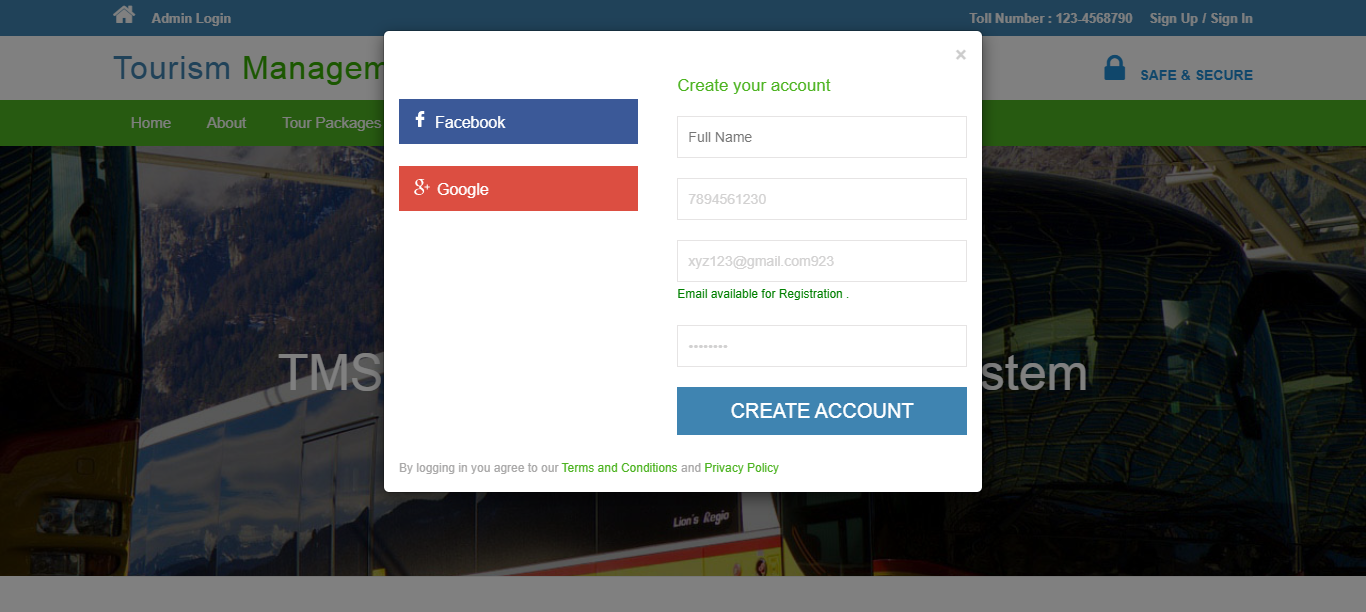 Admin Login
Toll Number : 123-4568790 Sign Up / Sign In
Tourism Managem
SAFE & SECURE
Home About Tour Packages
×
Create your account
Facebook
Google
Full Name
7894561230
xyz123@gmail.com923
Email available for Registration .
••••••••
CREATE ACCOUNT
By logging in you agree to our Terms and Conditions and Privacy Policy
TMS stem
Lion's Regio